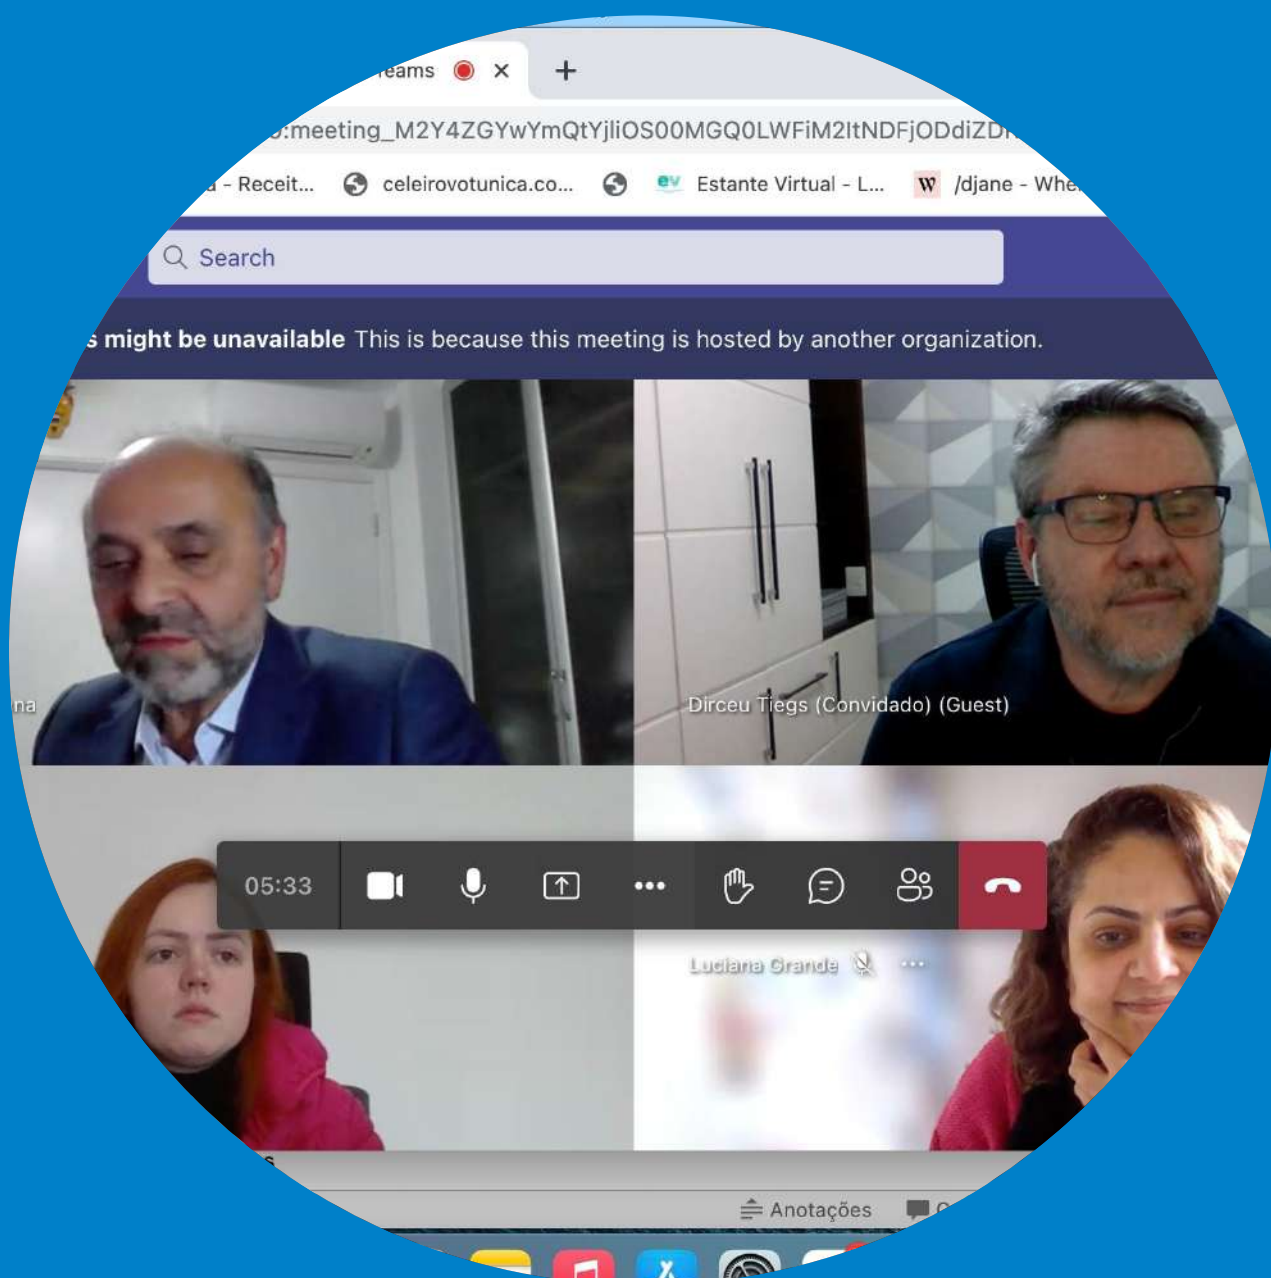 eams
:meeting_M2Y4ZGYwYmQtYjliOS00MGQ0LWFiM2ItNDFjODdiZD
- Receit... celeirovotunica.co... ev Estante Virtual - L... W /djane - Whe
Search
s might be unavailable This is because this meeting is hosted by another organization.
na
Dirceu Tiegs (Convidado) (Guest)
05:33
Luciana Grande
s
Anotações